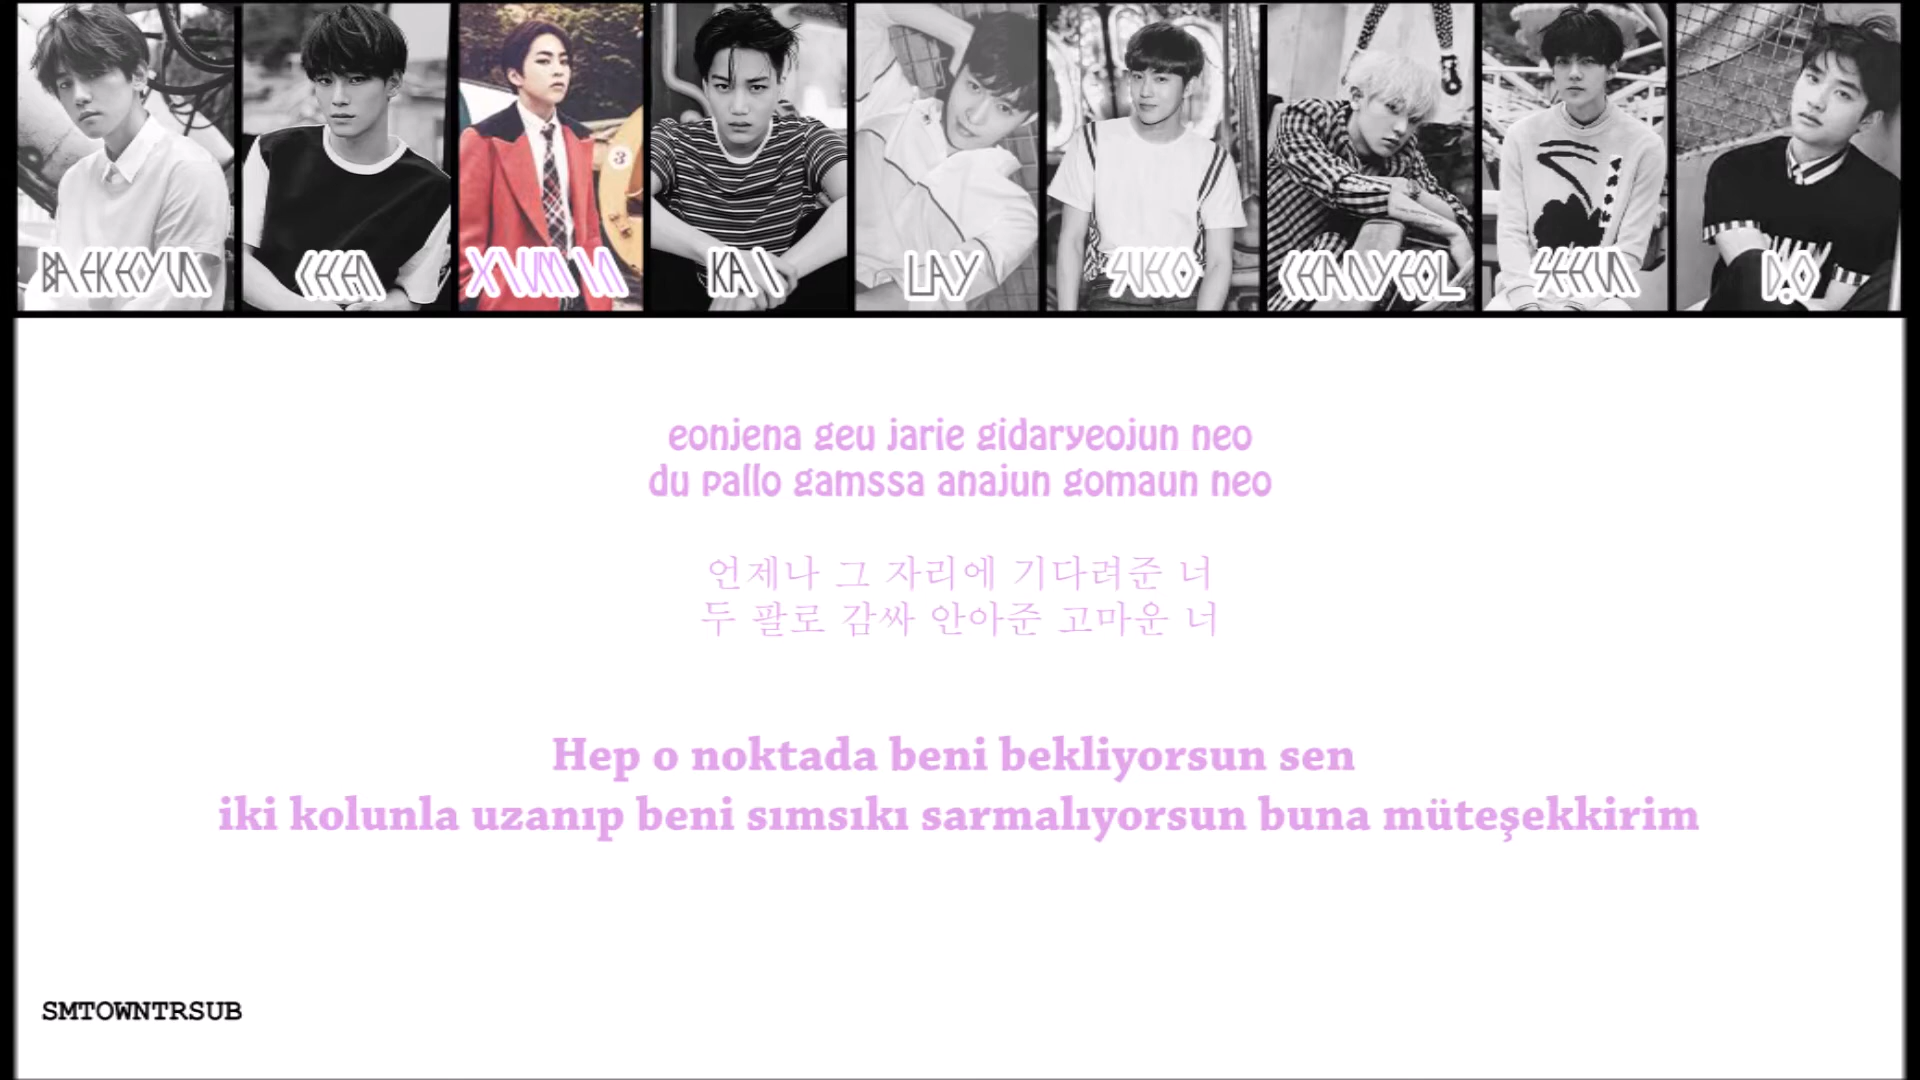 BAEKHYUN CHEN XIUMIN KAI LAY SUHO CHANYEOL SEHUN D.O
3
eonjena geu jarie gidaryeojun neo
du pallo gamssa anajun gomaun neo
언제나 그 자리에 기다려준 너
두 팔로 감싸 안아준 고마운 너
Hep o noktada beni bekliyorsun sen
iki kolunla uzanıp beni sımsıkı sarmalıyorsun buna müteşekkirim
SMTOWNTRSUB